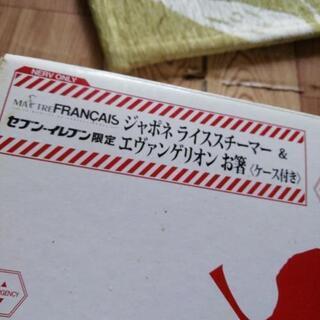 NERV ONLY
MAÎTRE FRANÇAIS ジャポネ ライススチーマー &
セブン-イレブン限定 エヴァンゲリオン お箸〈ケース付き〉